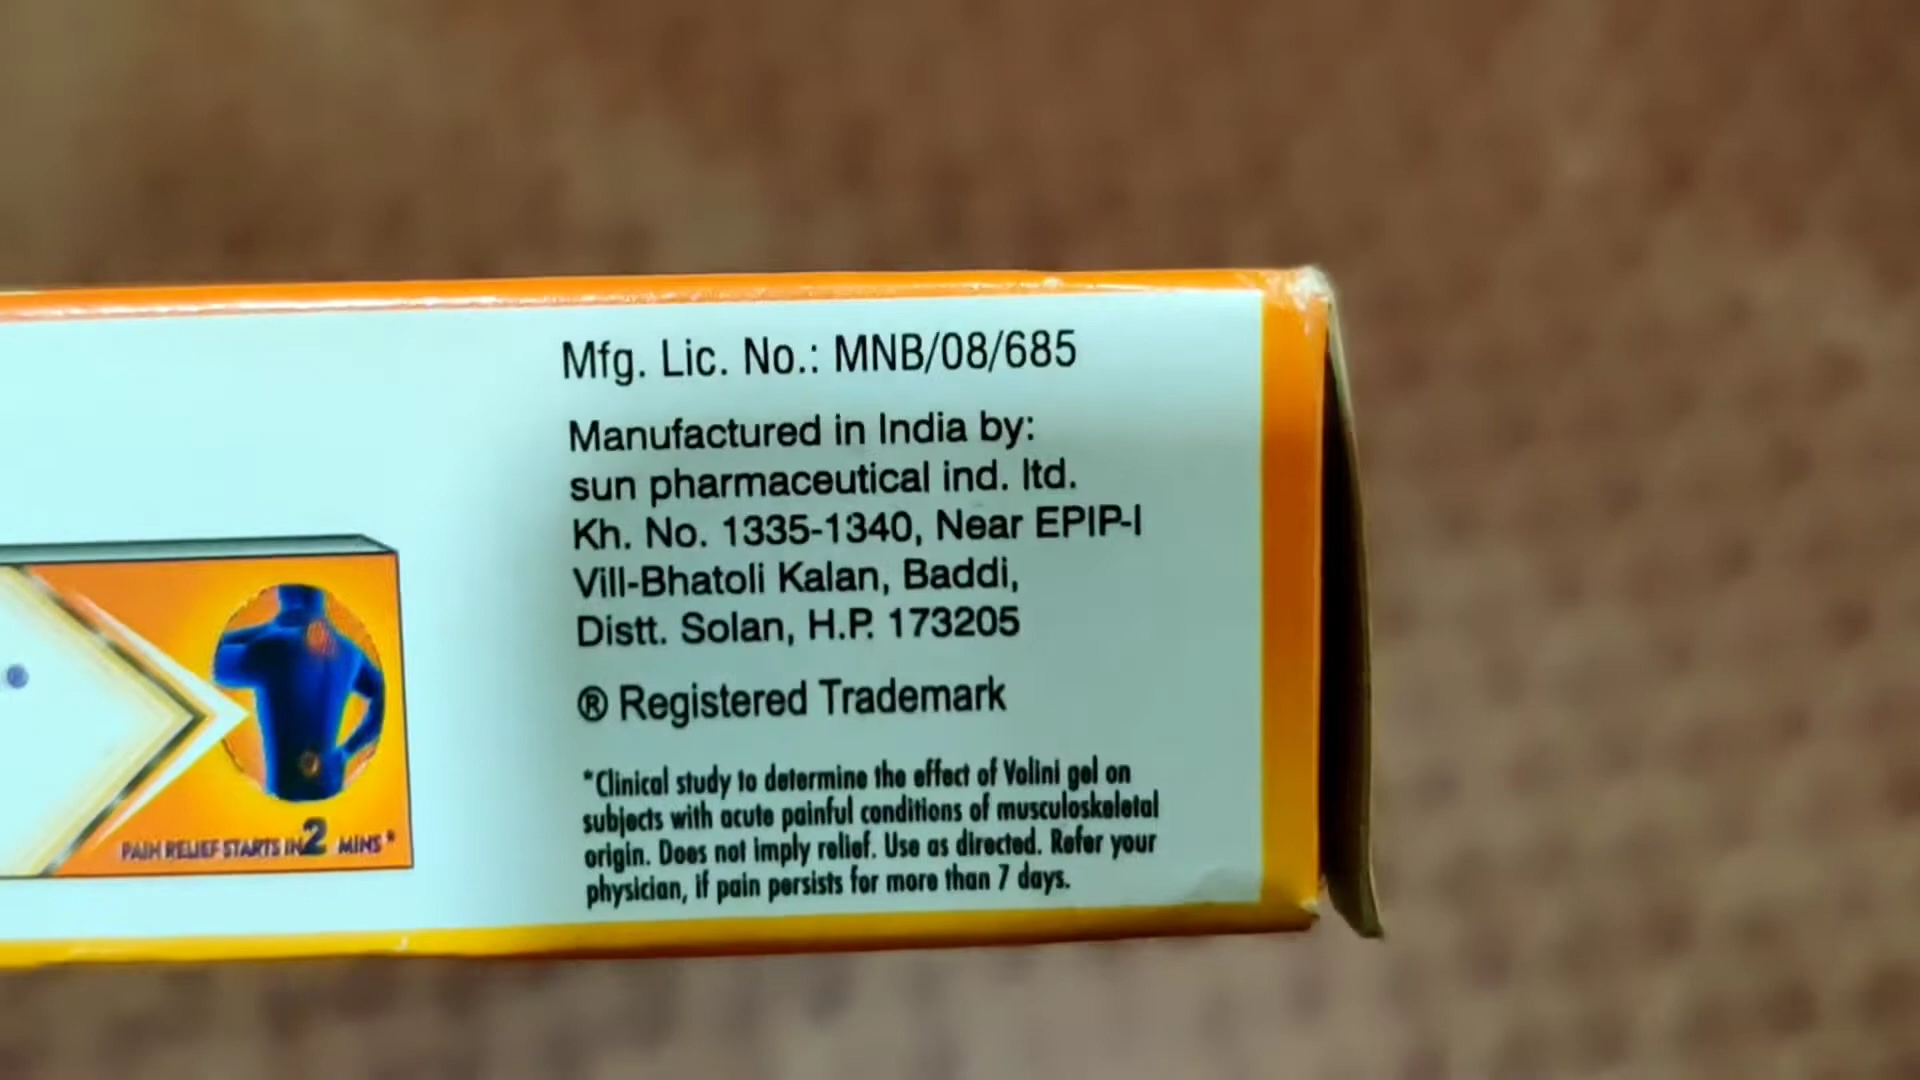 Mfg. Lic. No.: MNB/08/685
Manufactured in India by:
sun pharmaceutical ind. ltd.
Kh. No. 1335-1340, Near EPIP-I
Vill-Bhatoli Kalan, Baddi,
Distt. Solan, H.P. 173205
® Registered Trademark
*Clinical study to determine the effect of Volini gel on
subjects with acute painful conditions of musculoskeletal
origin. Does not imply relief. Use as directed. Refer your
physician, if pain persists for more than 7 days.
PAIN RELIEF STARTS IN 2 MINS*